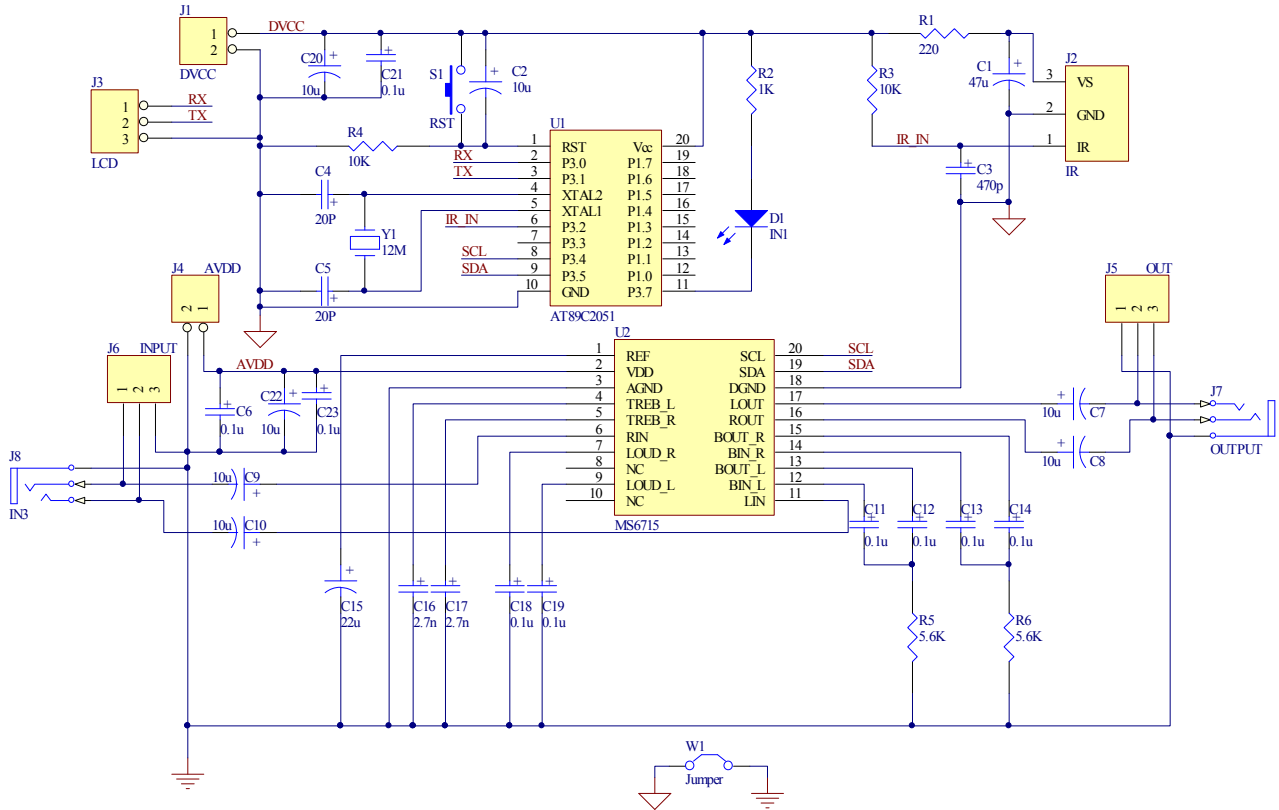 J1
1
2
DVCC
DVCC
J3
1
2
3
RX
TX
LCD
C20
10u
C21
0.1u
S1
RST
C2
10u
R4
10K
C4
20P
Y1
12M
C5
20P
U1
RX
TX
IR_IN
SCL
SDA
1 RST Vcc 20
2 P3.0 P1.7 19
3 P3.1 P1.6 18
4 XTAL2 P1.5 17
5 XTAL1 P1.4 16
6 P3.2 P1.3 15
7 P3.3 P1.2 14
8 P3.4 P1.1 13
9 P3.5 P1.0 12
10 GND P3.7 11
AT89C2051
R2
1K
D1
IN1
R3
10K
R1
220
C1
47u
IR_IN
C3
470p
J2
3 VS
2 GND
1 IR
IR
J4 AVDD
2 1
J6 INPUT
1 2 3
AVDD
C6
0.1u
C22
10u
C23
0.1u
J8
IN3
10u C9
10u C10
U2
1 REF SCL 20 SCL
2 VDD SDA 19 SDA
3 AGND DGND 18
4 TREB_L LOUT 17
5 TREB_R ROUT 16
6 RIN BOUT_R 15
7 LOUD_R BIN_R 14
8 NC BOUT_L 13
9 LOUD_L BIN_L 12
10 NC LIN 11
MS6715
J5 OUT
1 2 3
10u C7
10u C8
J7
OUTPUT
C11
0.1u
C12
0.1u
C13
0.1u
C14
0.1u
C15
22u
C16
2.7n
C17
2.7n
C18
0.1u
C19
0.1u
R5
5.6K
R6
5.6K
W1
Jumper